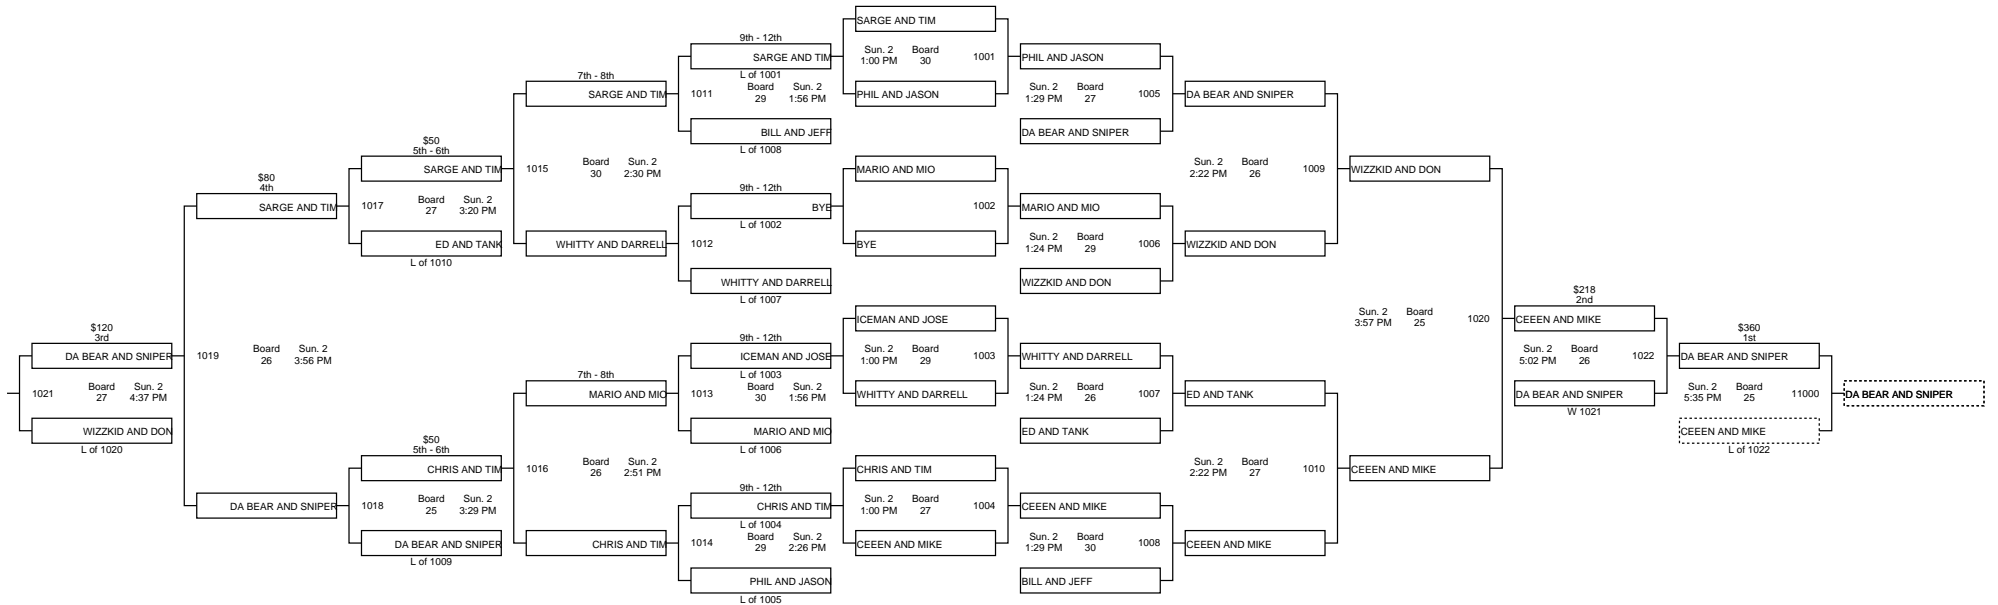 SARGE AND TIM
9th - 12th
SARGE AND TIM
L of 1001
Sun. 2 Board
1:00 PM 30
1001
PHIL AND JASON
7th - 8th
SARGE AND TIM
1011
Board Sun. 2
29 1:56 PM
PHIL AND JASON
Sun. 2 Board
1:29 PM 27
1005
DA BEAR AND SNIPER
BILL AND JEFF
L of 1008
DA BEAR AND SNIPER
$50
5th - 6th
SARGE AND TIM
1015
Board Sun. 2
30 2:30 PM
MARIO AND MIO
Sun. 2 Board
2:22 PM 26
1009
WIZZKID AND DON
$80
4th
SARGE AND TIM
1017
Board Sun. 2
27 3:20 PM
9th - 12th
BYE
L of 1002
1002
MARIO AND MIO
ED AND TANK
L of 1010
WHITTY AND DARRELL
1012
BYE
Sun. 2 Board
1:24 PM 29
1006
WIZZKID AND DON
WHITTY AND DARRELL
L of 1007
WIZZKID AND DON
ICEMAN AND JOSE
Sun. 2 Board
3:57 PM 25
1020
$218
2nd
CEEEN AND MIKE
$120
3rd
DA BEAR AND SNIPER
1019
Board Sun. 2
26 3:56 PM
9th - 12th
ICEMAN AND JOSE
L of 1003
Sun. 2 Board
1:00 PM 29
1003
WHITTY AND DARRELL
Sun. 2 Board
5:02 PM 26
1022
$360
1st
DA BEAR AND SNIPER
1021
Board Sun. 2
27 4:37 PM
7th - 8th
MARIO AND MIO
1013
Board Sun. 2
30 1:56 PM
WHITTY AND DARRELL
Sun. 2 Board
1:24 PM 26
1007
ED AND TANK
DA BEAR AND SNIPER
W 1021
Sun. 2 Board
5:35 PM 25
11000
DA BEAR AND SNIPER
WIZZKID AND DON
L of 1020
MARIO AND MIO
L of 1006
ED AND TANK
CEEEN AND MIKE
L of 1022
$50
5th - 6th
CHRIS AND TIM
1016
Board Sun. 2
26 2:51 PM
CHRIS AND TIM
Sun. 2 Board
2:22 PM 27
1010
CEEEN AND MIKE
DA BEAR AND SNIPER
1018
Board Sun. 2
25 3:29 PM
9th - 12th
CHRIS AND TIM
L of 1004
Sun. 2 Board
1:00 PM 27
1004
CEEEN AND MIKE
DA BEAR AND SNIPER
L of 1009
CHRIS AND TIM
1014
Board Sun. 2
29 2:26 PM
CEEEN AND MIKE
Sun. 2 Board
1:29 PM 30
1008
CEEEN AND MIKE
PHIL AND JASON
L of 1005
BILL AND JEFF